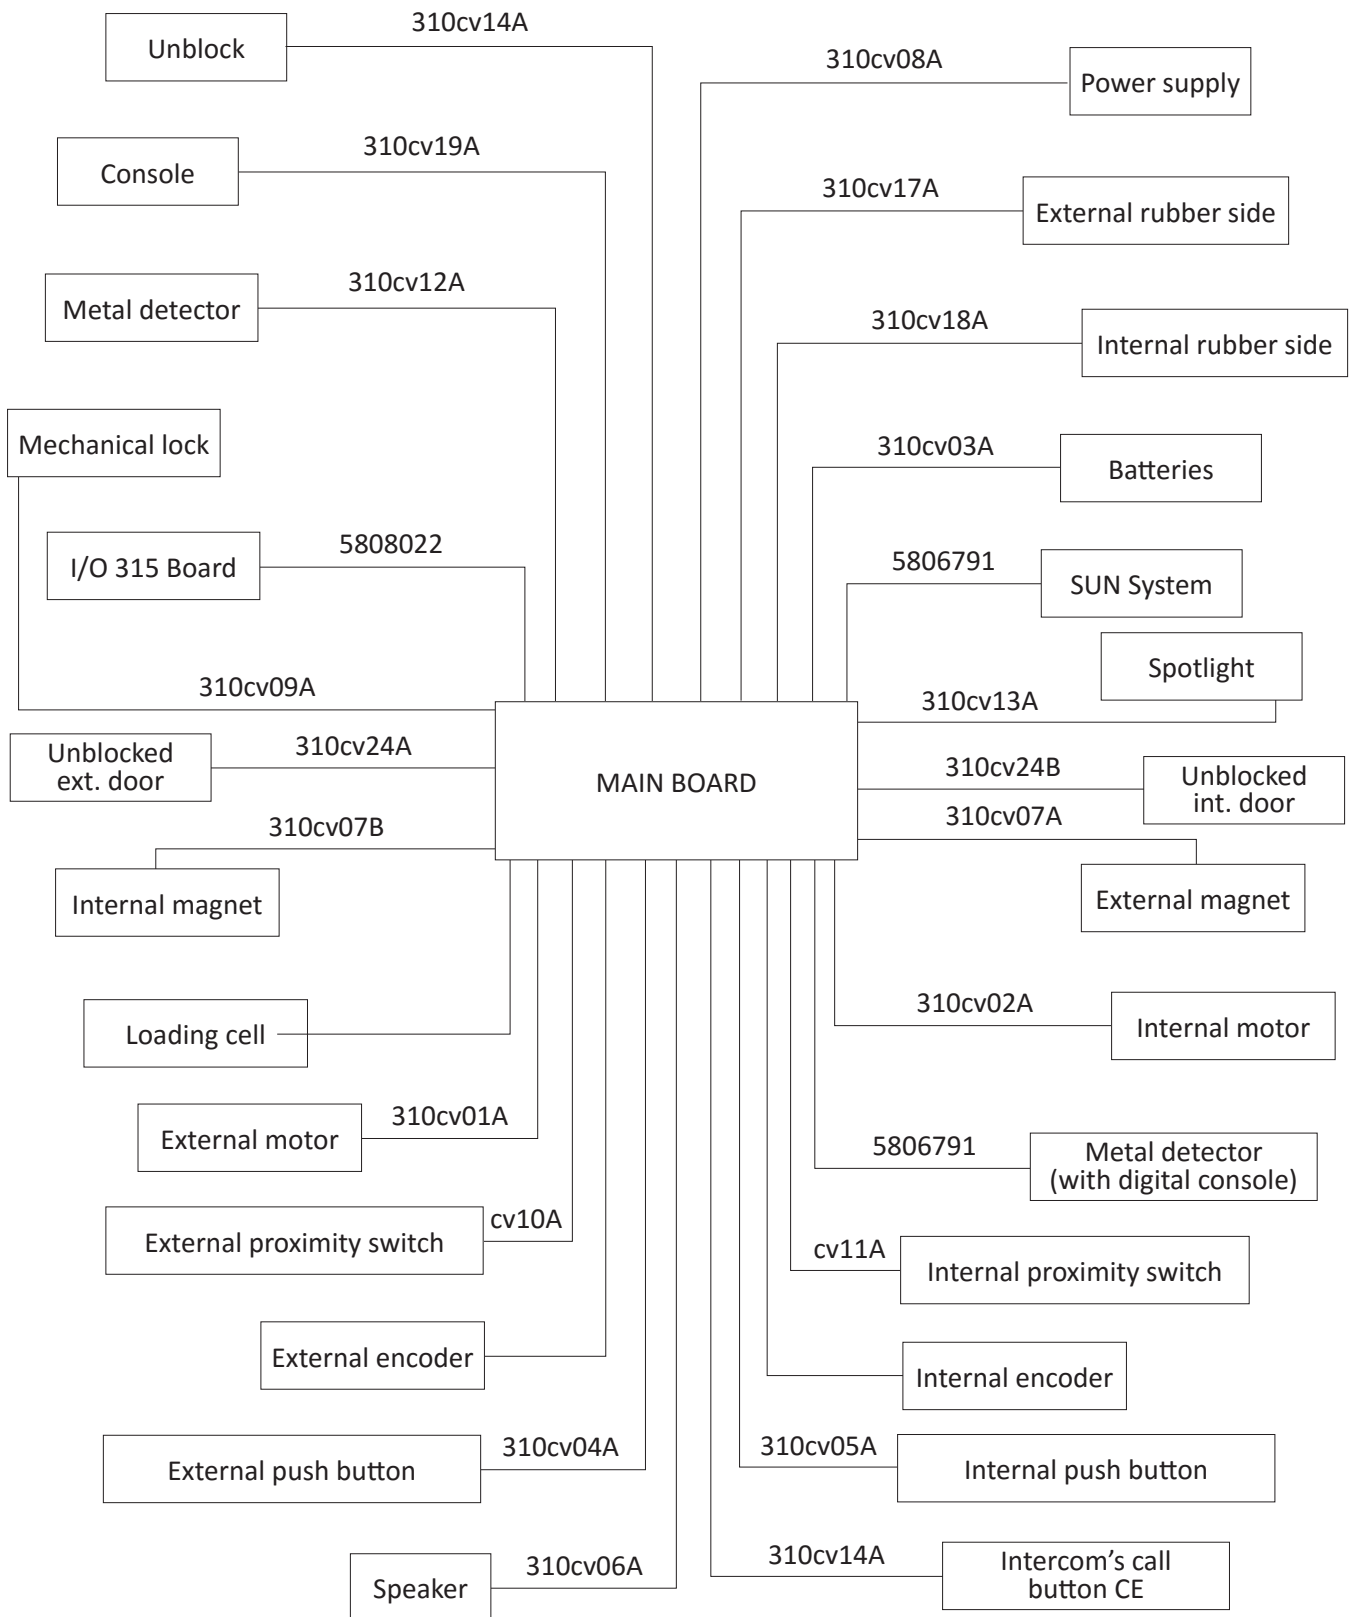 310cv14A
Unblock
310cv08A
Power supply
310cv19A
Console
310cv17A
External rubber side
310cv12A
Metal detector
310cv18A
Internal rubber side
Mechanical lock
310cv03A
Batteries
5808022
I/O 315 Board
5806791
SUN System
Spotlight
310cv09A
310cv13A
310cv24A
Unblocked
ext. door
MAIN BOARD
310cv24B
Unblocked
int. door
310cv07B
Internal magnet
310cv07A
External magnet
Loading cell
310cv02A
Internal motor
310cv01A
External motor
5806791
Metal detector
(with digital console)
cv10A
External proximity switch
cv11A
Internal proximity switch
External encoder
Internal encoder
310cv04A
External push button
310cv05A
Internal push button
310cv06A
Speaker
310cv14A
Intercom’s call
button CE